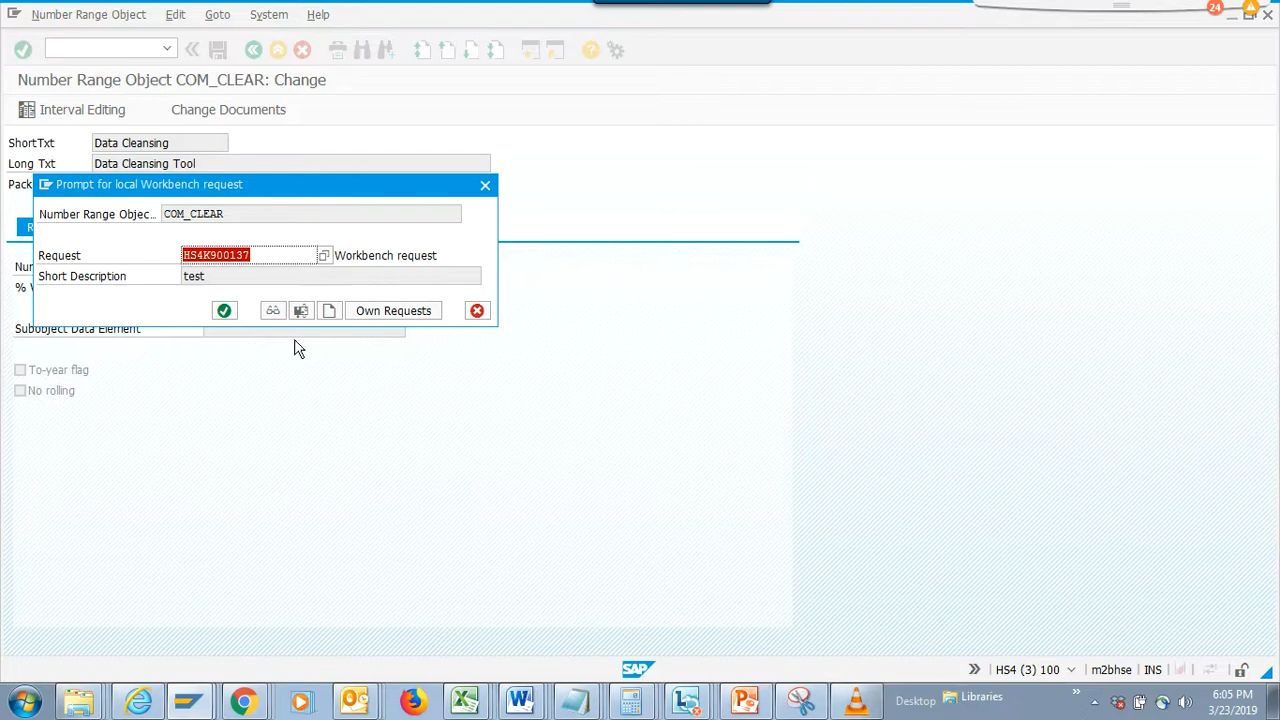 Number Range Object Edit Goto System Help
24
Number Range Object COM_CLEAR: Change
Interval Editing Change Documents
ShortTxt Data Cleansing
Long Txt Data Cleansing Tool
Pack
Prompt for local Workbench request
Number Range Objec... COM_CLEAR
Request HS4K900137 Workbench request
Short Description test
Own Requests
Subobject Data Element
To-year flag
No rolling
SAP
HS4 (3) 100 m2bhse INS
Desktop Libraries
6:05 PM
3/23/2019